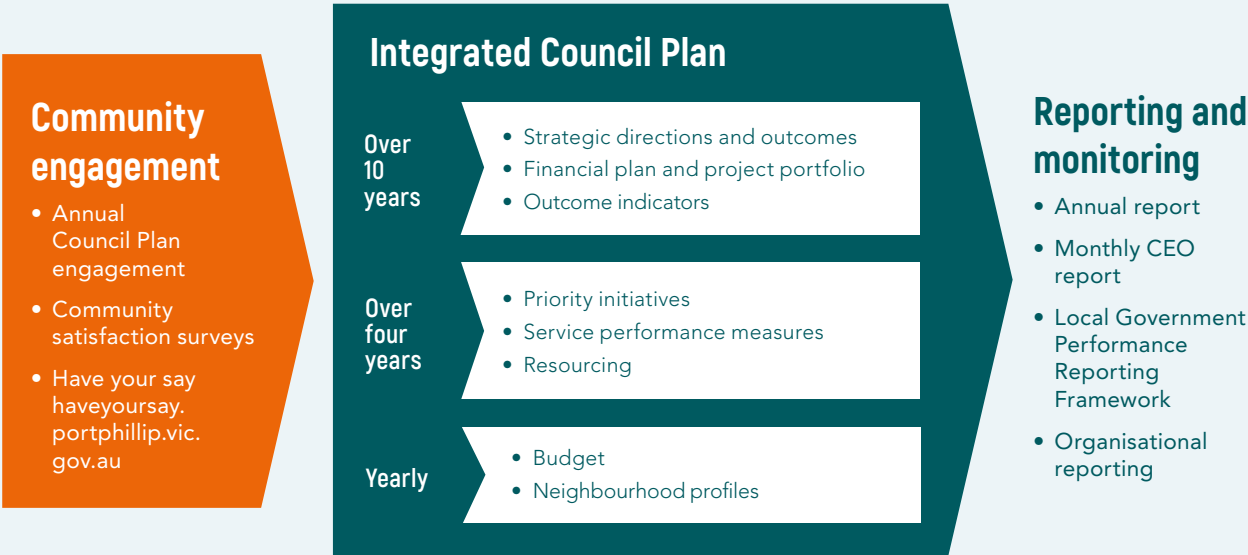 Community
engagement
• Annual
Council Plan
engagement
• Community
satisfaction surveys
• Have your say
haveyoursay.
portphillip.vic.
gov.au
Integrated Council Plan
Over
10
years
• Strategic directions and outcomes
• Financial plan and project portfolio
• Outcome indicators
Over
four
years
• Priority initiatives
• Service performance measures
• Resourcing
Yearly
• Budget
• Neighbourhood profiles
Reporting and
monitoring
• Annual report
• Monthly CEO
report
• Local Government
Performance
Reporting
Framework
• Organisational
reporting